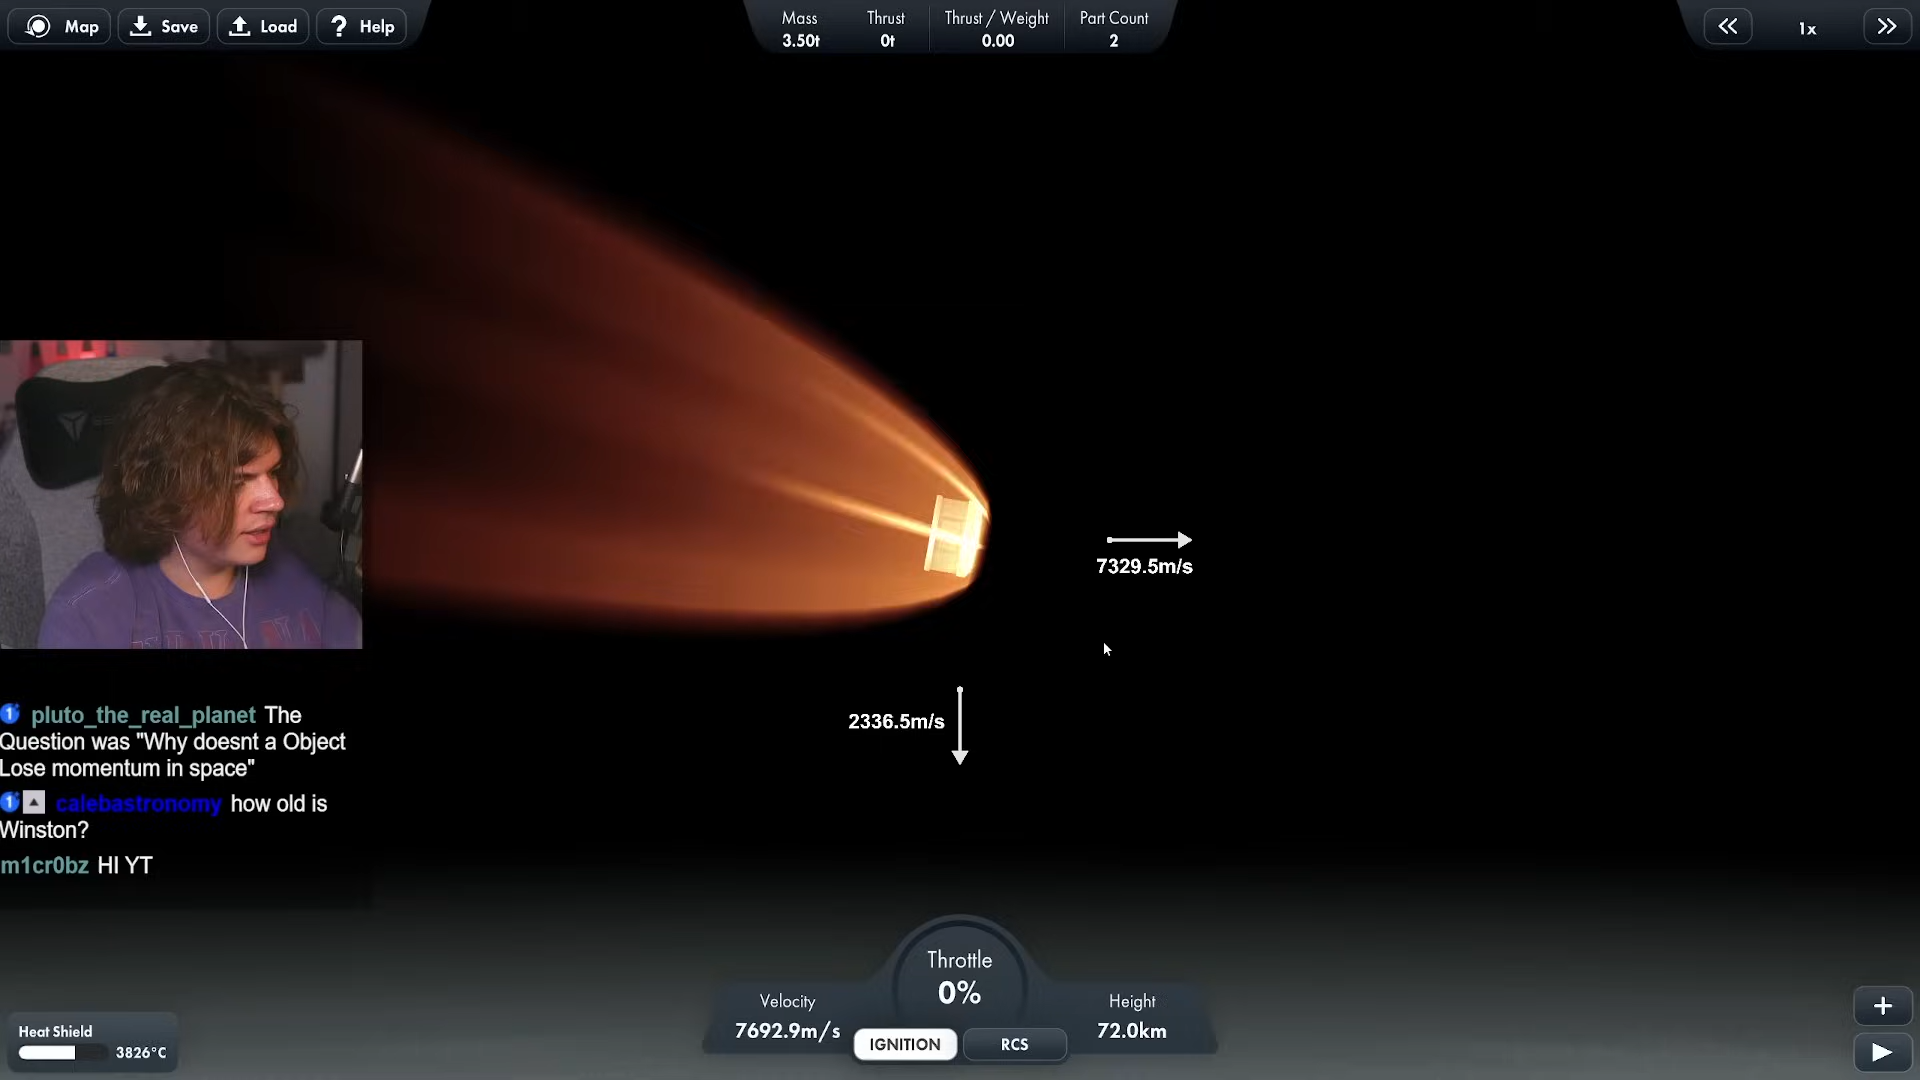 Map
Save
Load
Help
Mass
3.50t
Thrust
0t
Thrust / Weight
0.00
Part Count
2
1x
7329.5m/s
2336.5m/s
pluto_the_real_planet The
Question was "Why doesnt a Object
Lose momentum in space"
calebastronomy how old is
Winston?
m1cr0bz HI YT
Throttle
0%
Velocity
7692.9m/s
IGNITION
RCS
Height
72.0km
Heat Shield
3826°C